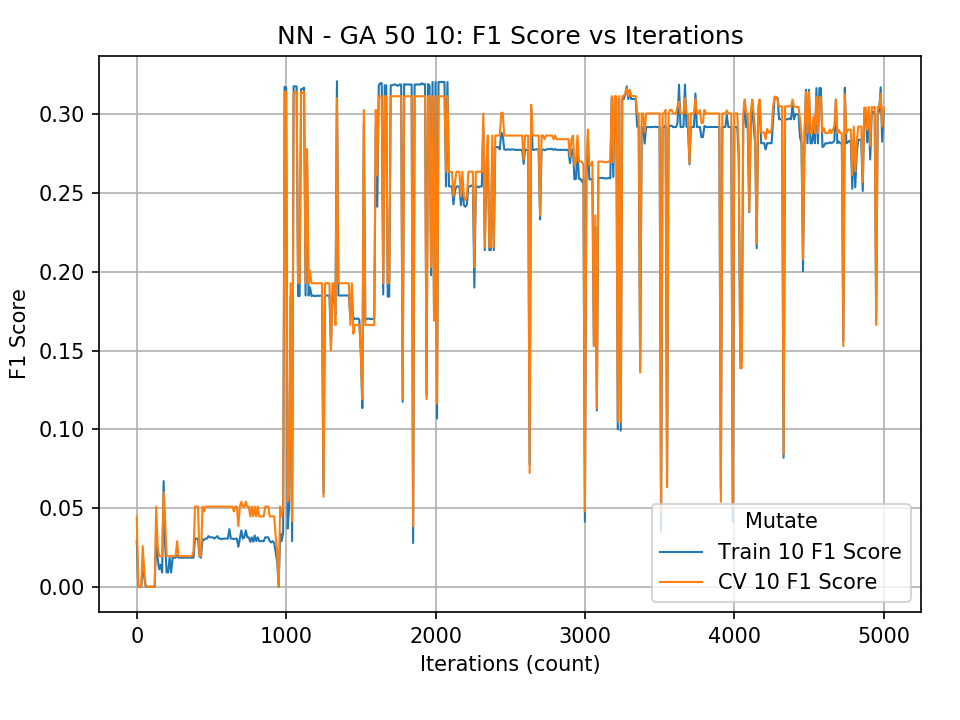 NN - GA 50 10: F1 Score vs Iterations
0.30
0.25
0.20
0.15
0.10
0.05
0.00
F1 Score
Mutate
Train 10 F1 Score
CV 10 F1 Score
0 1000 2000 3000 4000 5000
Iterations (count)